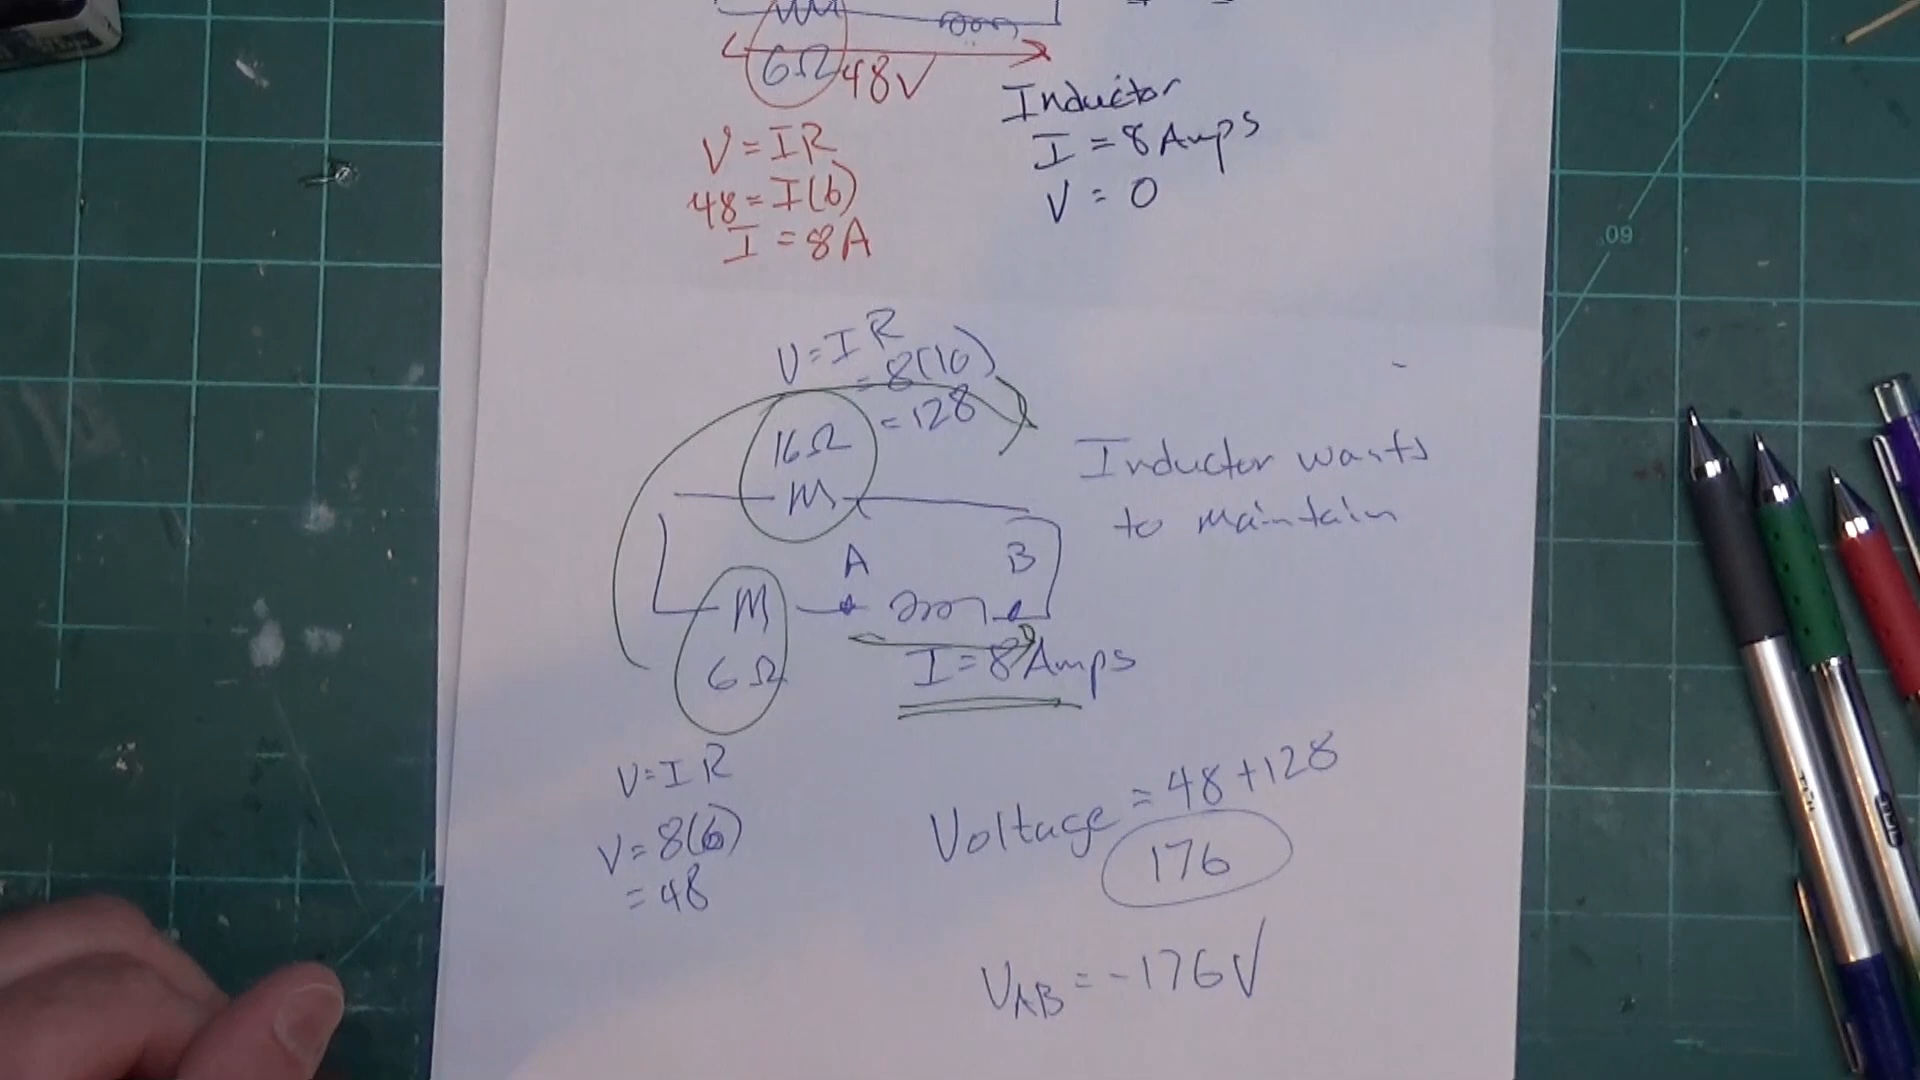 6Ω 48V
V = IR
48 = I(6)
I = 8A
Inductor
I = 8 Amps
V = 0
V = IR
= 8(16)
= 128
16Ω
Inductor wants
to maintain
A B
6Ω
I = 8 Amps
V = IR
V = 8(6)
= 48
Voltage = 48 + 128
176
VAB = -176V
60